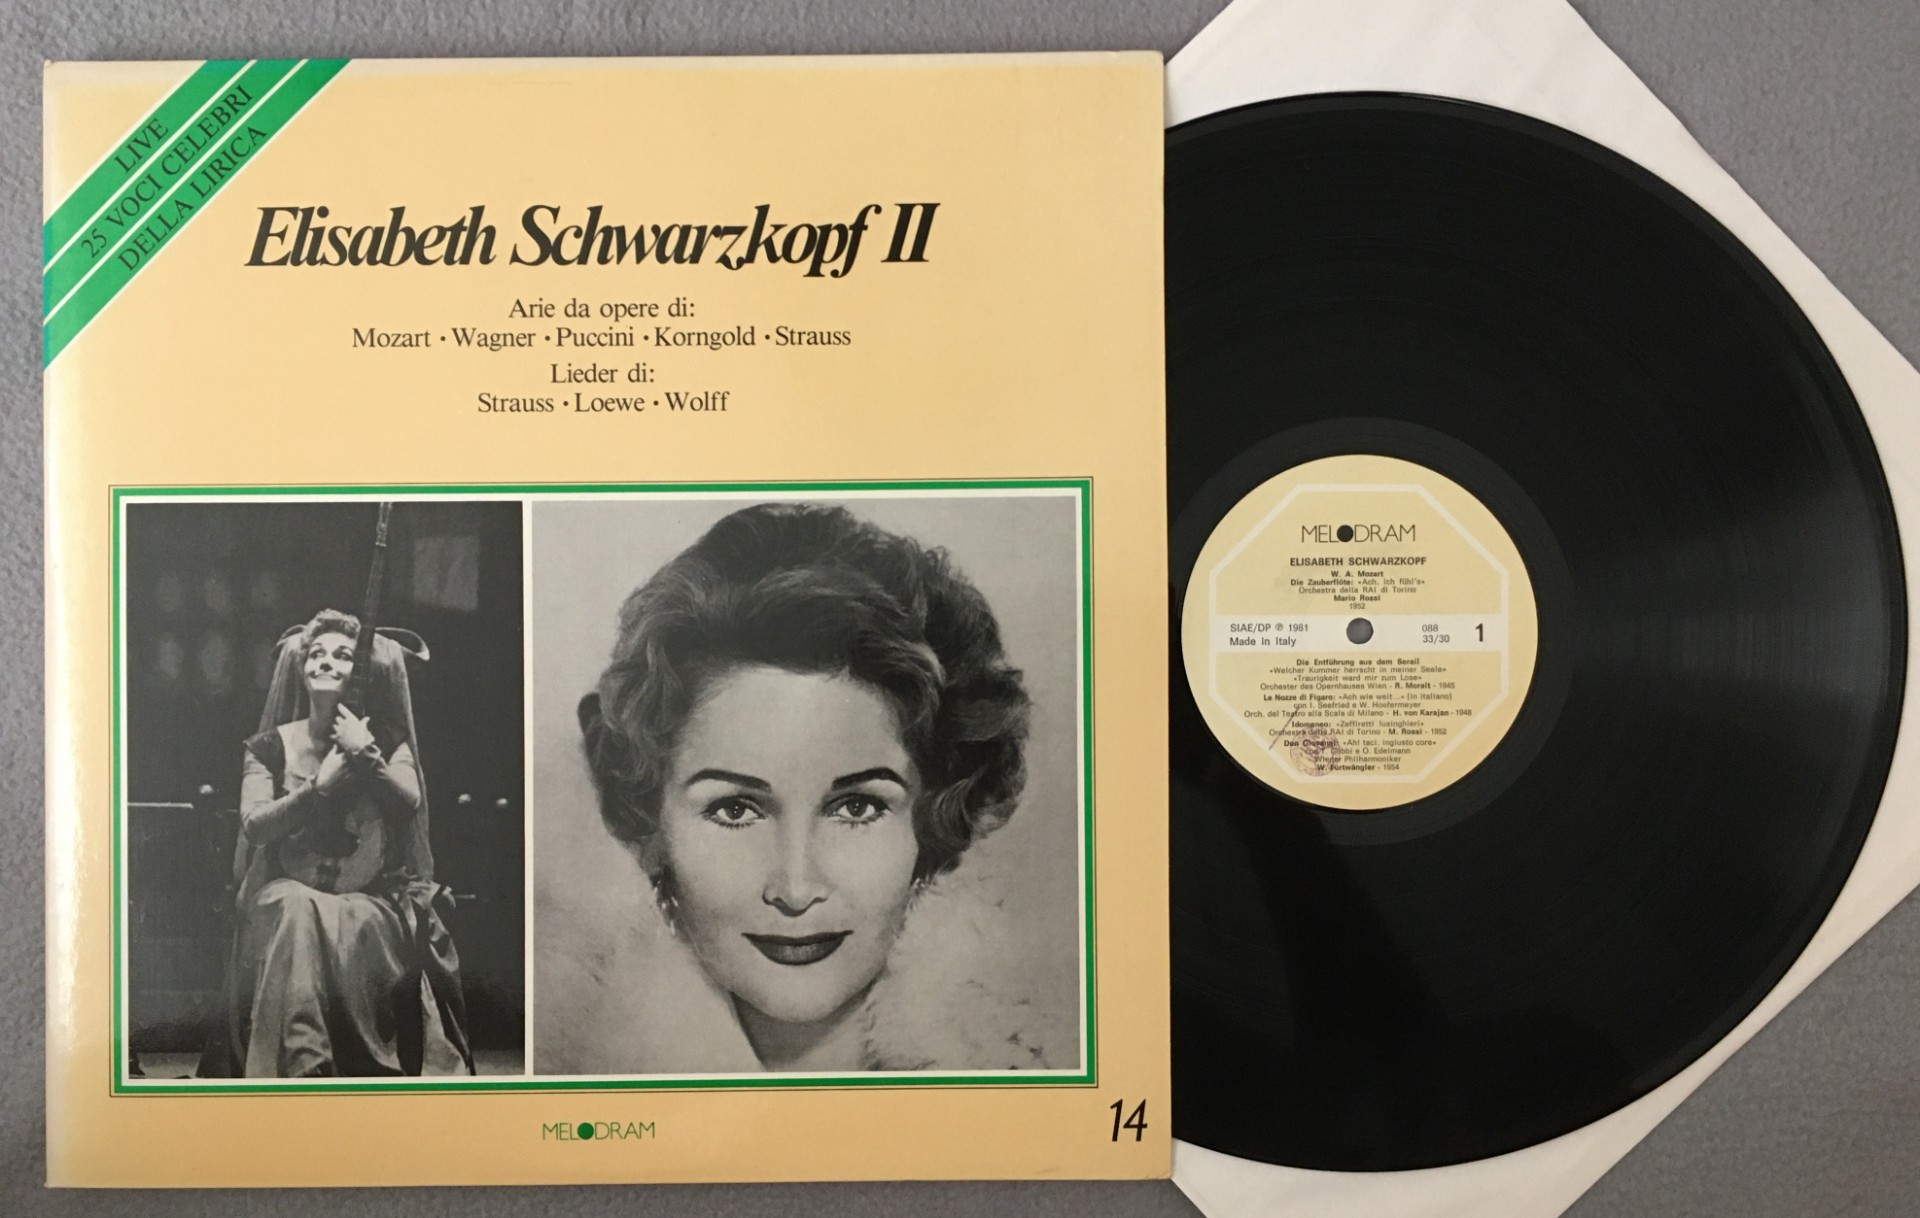 LIVE
25 VOCI CELEBRI
DELLA LIRICA
Elisabeth Schwarzkopf II
Arie da opere di:
Mozart · Wagner · Puccini · Korngold · Strauss
Lieder di:
Strauss · Loewe · Wolff
MELODRAM
14
MELODRAM
ELISABETH SCHWARZKOPF
W. A. Mozart
Die Zauberflöte: «Ach, ich fühl's»
Orchestra della RAI di Torino
Mario Rossi
1952
SIAE/DP ℗ 1981
Made in Italy
088
33/30
1
Die Entführung aus dem Serail
«Welcher Kummer herrscht in meiner Seele»
«Traurigkeit ward mir zum Lose»
Orchester des Opernhauses Wien - R. Moralt - 1945
Le Nozze di Figaro: «Ach wie weit...» (in italiano)
con I. Seefried e W. Hoefermeyer
Orch. del Teatro alla Scala di Milano - H. von Karajan - 1948
Idomeneo: «Zeffiretti lusinghieri»
Orchestra della RAI di Torino - M. Rossi - 1952
Don Giovanni: «Ah! taci, ingiusto core»
con T. Gobbi e O. Edelmann
Wiener Philharmoniker
W. Furtwängler - 1954